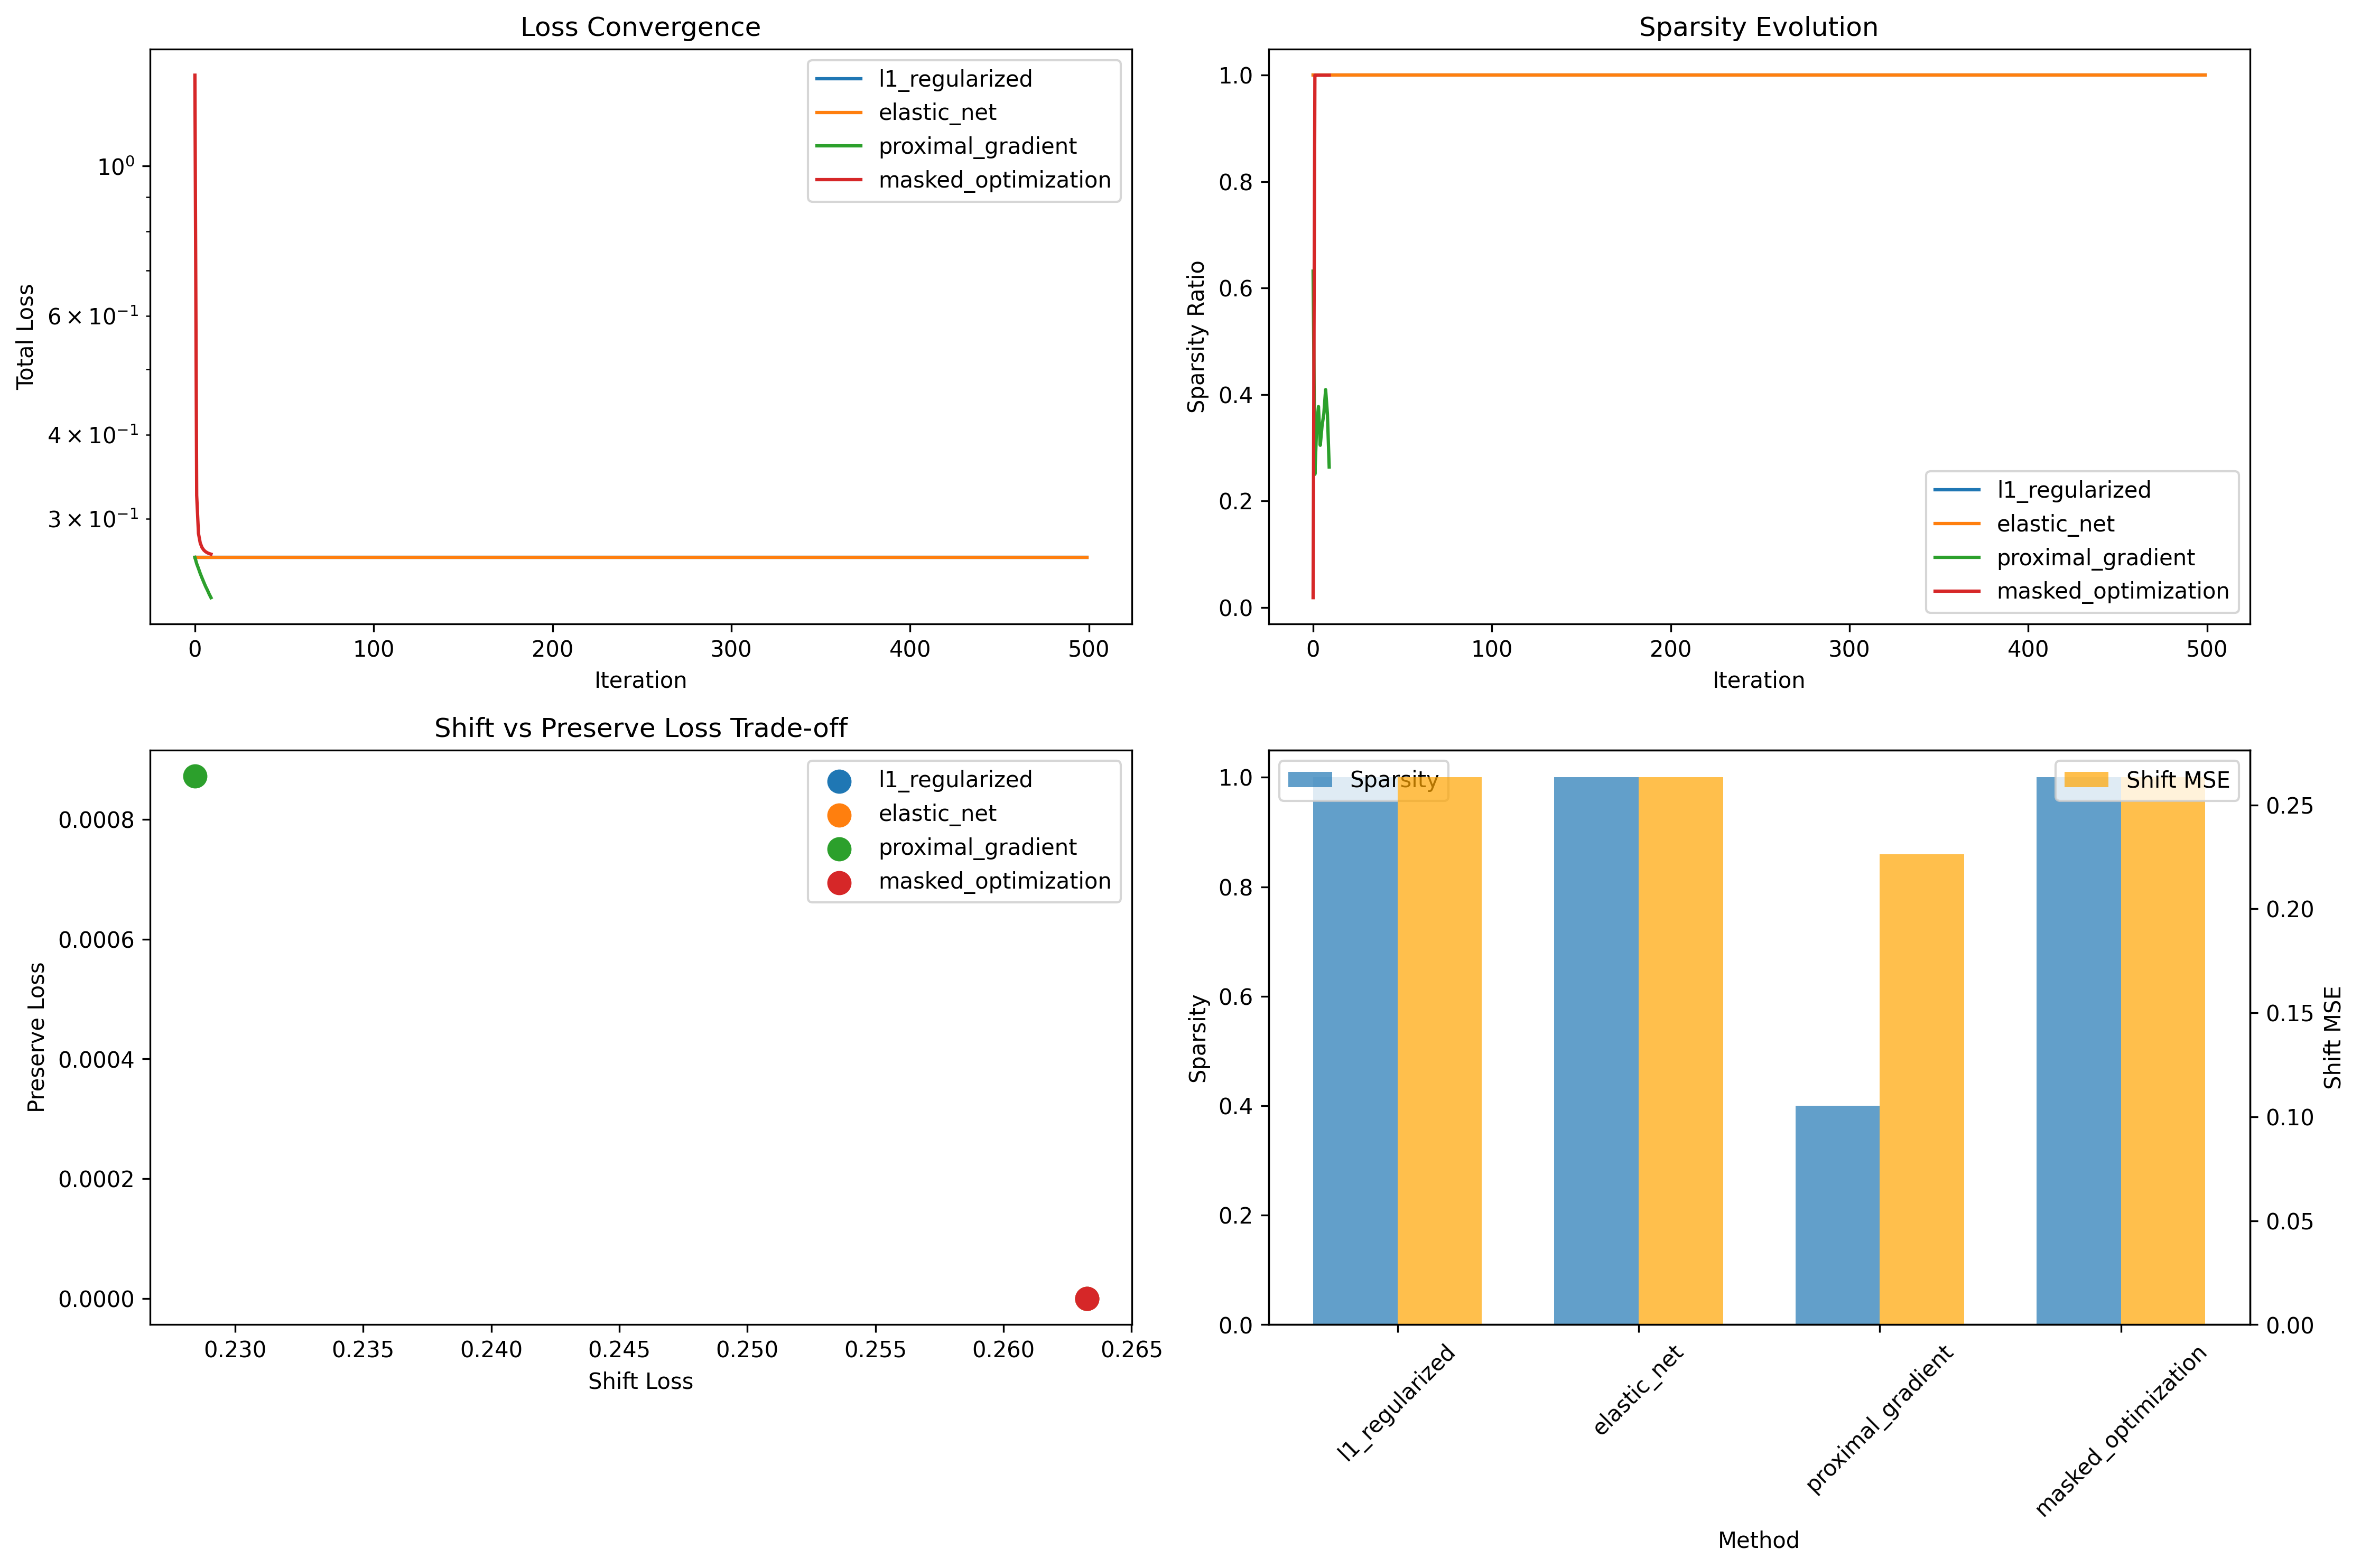 Loss Convergence
Total Loss
10⁰
6 × 10⁻¹
4 × 10⁻¹
3 × 10⁻¹
0 100 200 300 400 500
Iteration
l1_regularized
elastic_net
proximal_gradient
masked_optimization
Sparsity Evolution
Sparsity Ratio
1.0
0.8
0.6
0.4
0.2
0.0
0 100 200 300 400 500
Iteration
l1_regularized
elastic_net
proximal_gradient
masked_optimization
Shift vs Preserve Loss Trade-off
Preserve Loss
0.0008
0.0006
0.0004
0.0002
0.0000
0.230 0.235 0.240 0.245 0.250 0.255 0.260 0.265
Shift Loss
l1_regularized
elastic_net
proximal_gradient
masked_optimization
Sparsity
Shift MSE
Sparsity
1.0
0.8
0.6
0.4
0.2
0.0
0.25
0.20
0.15
0.10
0.05
0.00
Shift MSE
l1_regularized
elastic_net
proximal_gradient
masked_optimization
Method